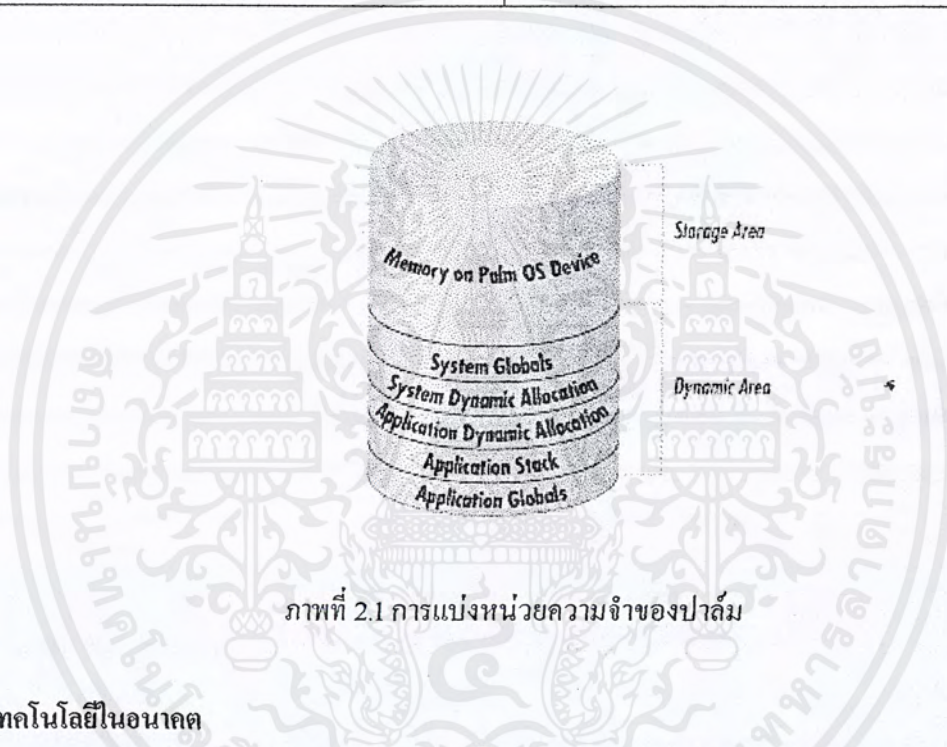 Memory on Palm OS Device
Storage Area
System Globals
System Dynamic Allocation
Dynamic Area
Application Dynamic Allocation
Application Stack
Application Globals
ภาพที่ 2.1 การแบ่งหน่วยความจำของปาล์ม
ทคโนโลยีในอนาคต